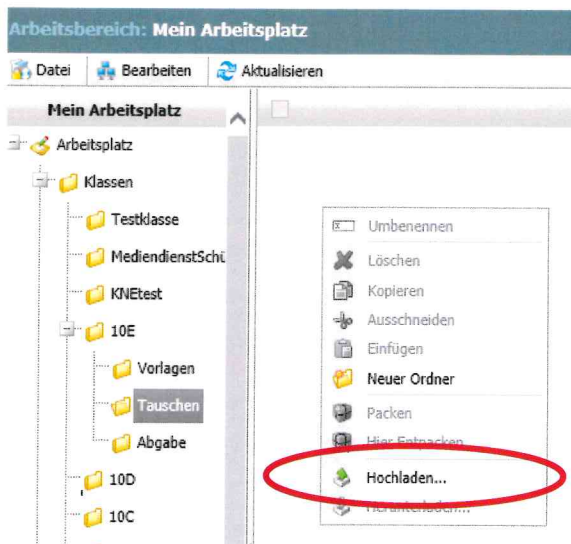 Arbeitsbereich: Mein Arbeitsplatz
Datei Bearbeiten Aktualisieren
Mein Arbeitsplatz
Arbeitsplatz
Klassen
Testklasse
MediendienstSchü
KNEtest
10E
Vorlagen
Tauschen
Abgabe
10D
10C
Umbenennen
Löschen
Kopieren
Ausschneiden
Einfügen
Neuer Ordner
Packen
Hier Entpacken
Hochladen...
Herunterladen...